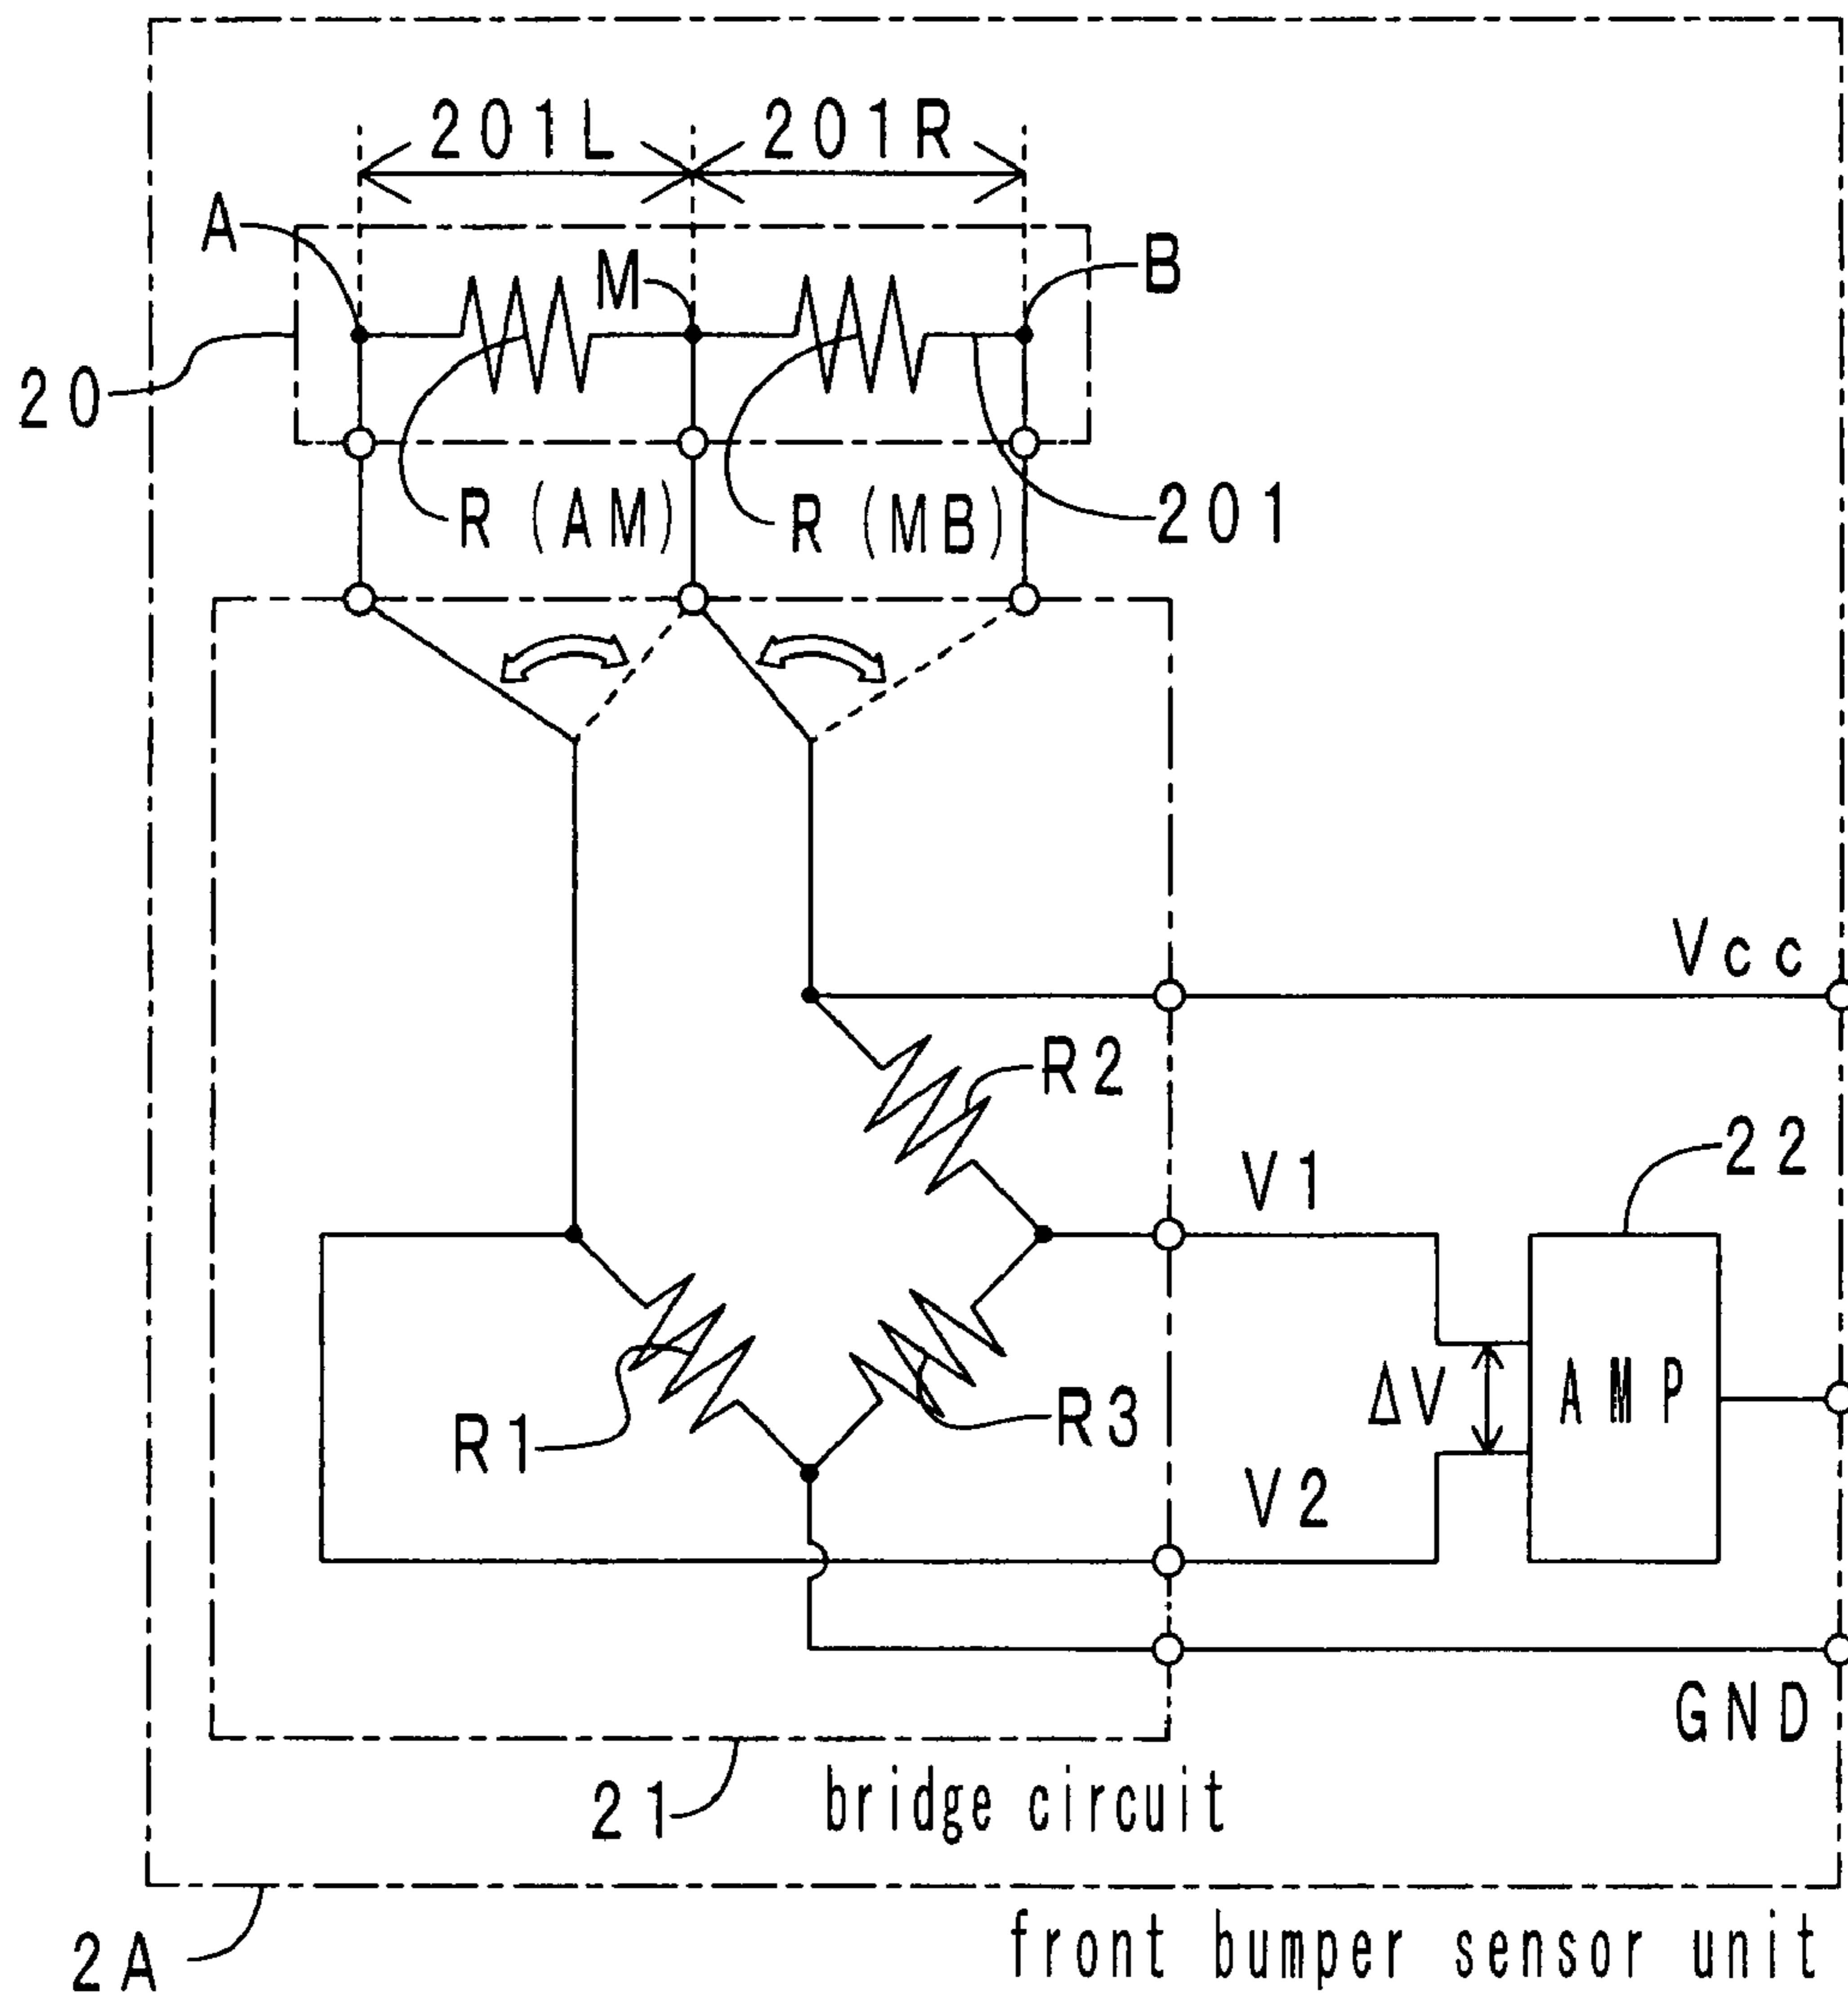 201L 201R
A
M
B
20
R (AM)
R (MB)
201
Vcc
R2
22
V1
ΔV
AMP
R1
R3
V2
GND
21
bridge circuit
2A
front bumper sensor unit